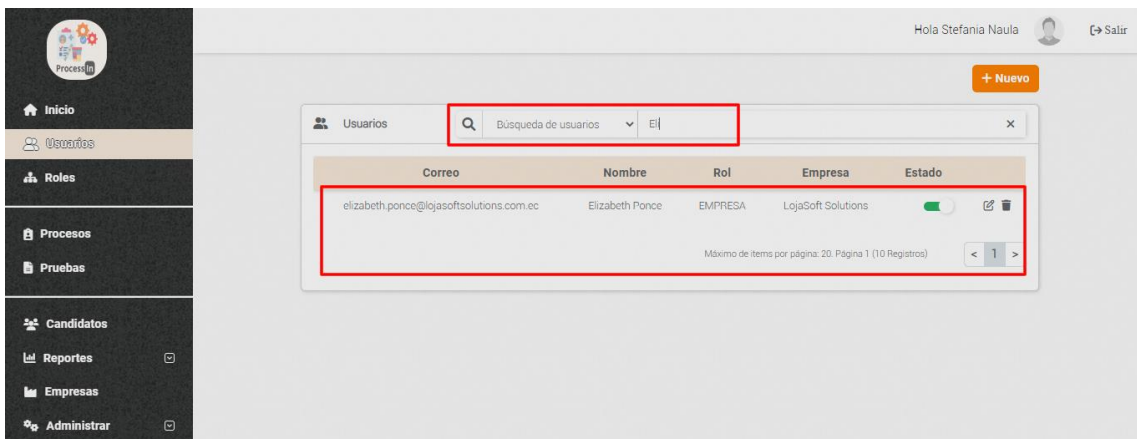 Hola Stefania Naula
Salir
ProcessIn
Inicio
Usuarios
Roles
Procesos
Pruebas
Candidatos
Reportes
Empresas
Administrar
+ Nuevo
Usuarios Búsqueda de usuarios Eli ×
Correo Nombre Rol Empresa Estado
elizabeth.ponce@lojasoftsolutions.com.ec Elizabeth Ponce EMPRESA LojaSoft Solutions
Máximo de items por página: 20. Página 1 (10 Registros) < 1 >